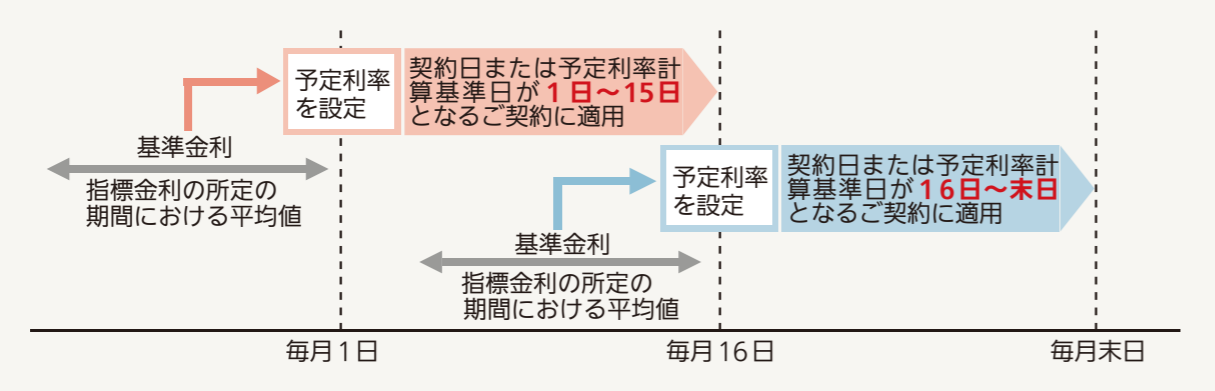 予定利率
を設定
契約日または予定利率計
算基準日が1日～15日
となるご契約に適用
基準金利
指標金利の所定の
期間における平均値
予定利率
を設定
契約日または予定利率計
算基準日が16日～末日
となるご契約に適用
基準金利
指標金利の所定の
期間における平均値
毎月1日
毎月16日
毎月末日